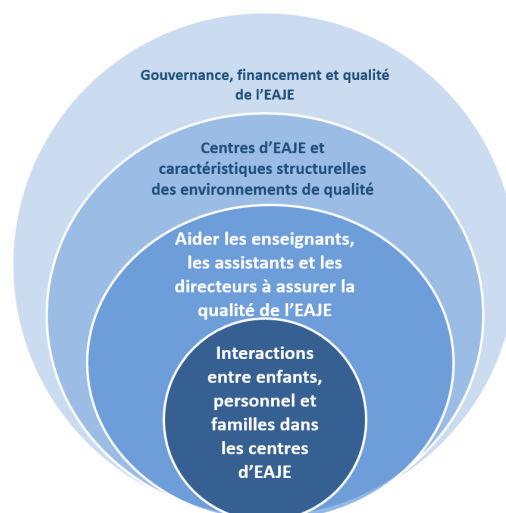 Gouvernance, financement et qualité
de l’EAJE
Centres d’EAJE et
caractéristiques structurelles
des environnements de qualité
Aider les enseignants,
les assistants et les
directeurs à assurer la
qualité de l’EAJE
Interactions
entre enfants,
personnel et
familles dans
les centres
d’EAJE